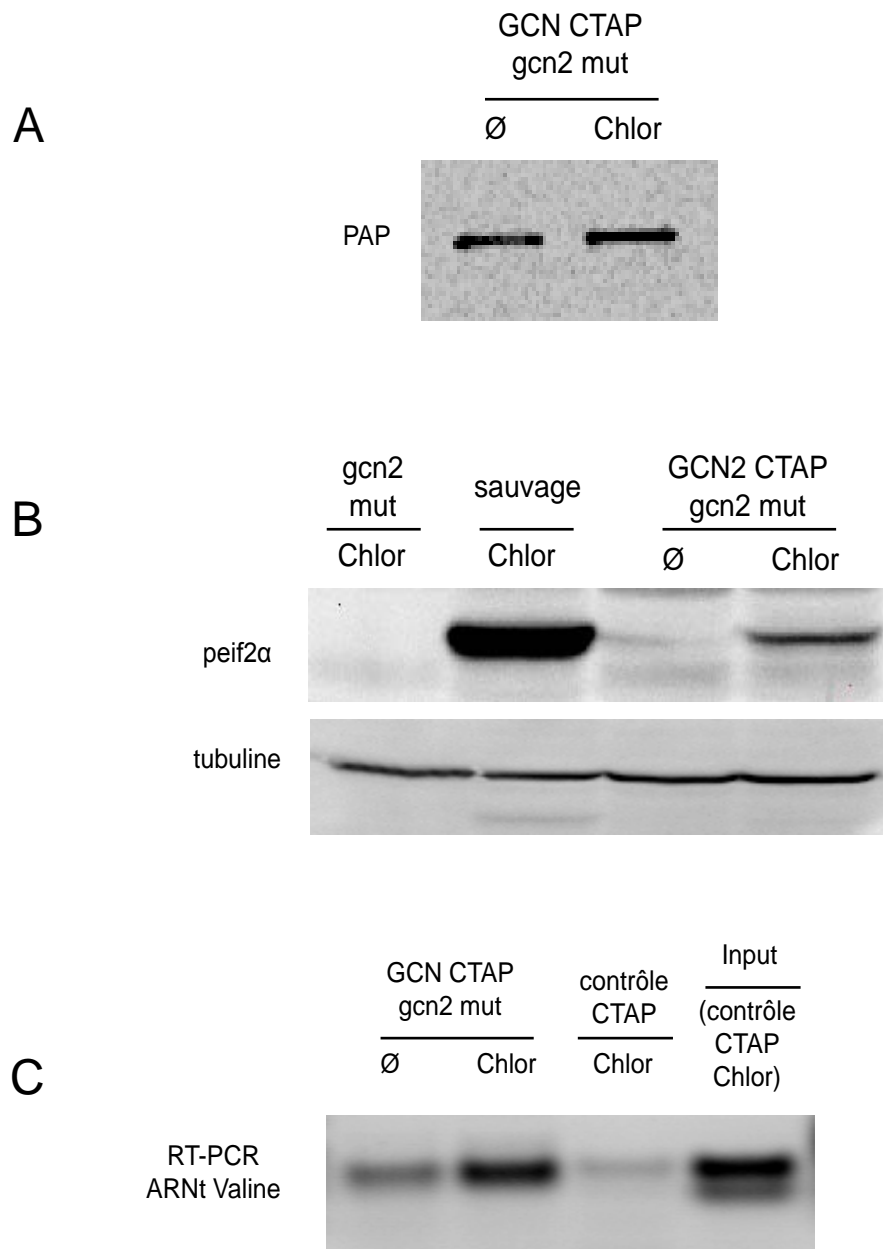 A
GCN CTAP
gcn2 mut
Ø Chlor
PAP
B
gcn2
mut
Chlor
sauvage
Chlor
GCN2 CTAP
gcn2 mut
Ø Chlor
peif2α
tubuline
C
GCN CTAP
gcn2 mut
Ø Chlor
contrôle
CTAP
Chlor
Input
(contrôle
CTAP
Chlor)
RT-PCR
ARNt Valine